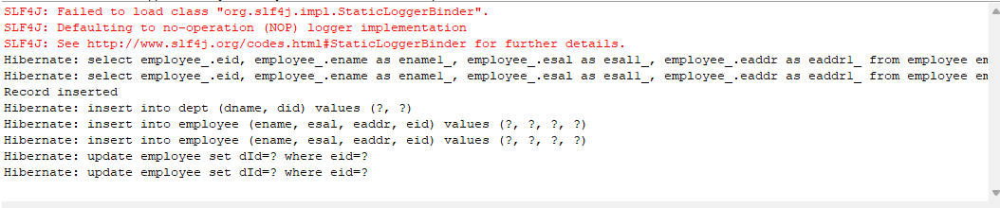 SLF4J: Failed to load class "org.slf4j.impl.StaticLoggerBinder".
SLF4J: Defaulting to no-operation (NOP) logger implementation
SLF4J: See http://www.slf4j.org/codes.html#StaticLoggerBinder for further details.
Hibernate: select employee_.eid, employee_.ename as ename1_, employee_.esal as esal1_, employee_.eaddr as eaddr1_ from employee em
Hibernate: select employee_.eid, employee_.ename as ename1_, employee_.esal as esal1_, employee_.eaddr as eaddr1_ from employee em
Record inserted
Hibernate: insert into dept (dname, did) values (?, ?)
Hibernate: insert into employee (ename, esal, eaddr, eid) values (?, ?, ?, ?)
Hibernate: insert into employee (ename, esal, eaddr, eid) values (?, ?, ?, ?)
Hibernate: update employee set dId=? where eid=?
Hibernate: update employee set dId=? where eid=?